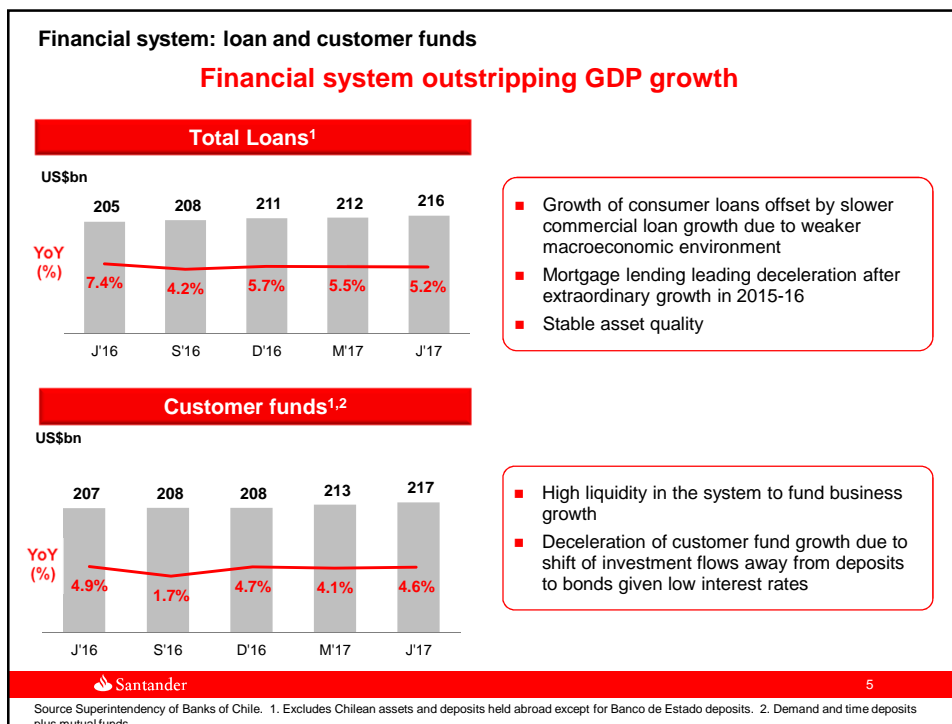 Financial system: loan and customer funds
Financial system outstripping GDP growth
Total Loans¹
US$bn
205 208 211 212 216
YoY
(%)
7.4% 4.2% 5.7% 5.5% 5.2%
J'16 S'16 D'16 M'17 J'17
■ Growth of consumer loans offset by slower
commercial loan growth due to weaker
macroeconomic environment
■ Mortgage lending leading deceleration after
extraordinary growth in 2015-16
■ Stable asset quality
Customer funds¹,²
US$bn
207 208 208 213 217
YoY
(%)
4.9% 1.7% 4.7% 4.1% 4.6%
J'16 S'16 D'16 M'17 J'17
■ High liquidity in the system to fund business
growth
■ Deceleration of customer fund growth due to
shift of investment flows away from deposits
to bonds given low interest rates
Santander
5
Source Superintendency of Banks of Chile. 1. Excludes Chilean assets and deposits held abroad except for Banco de Estado deposits. 2. Demand and time deposits
plus mutual funds